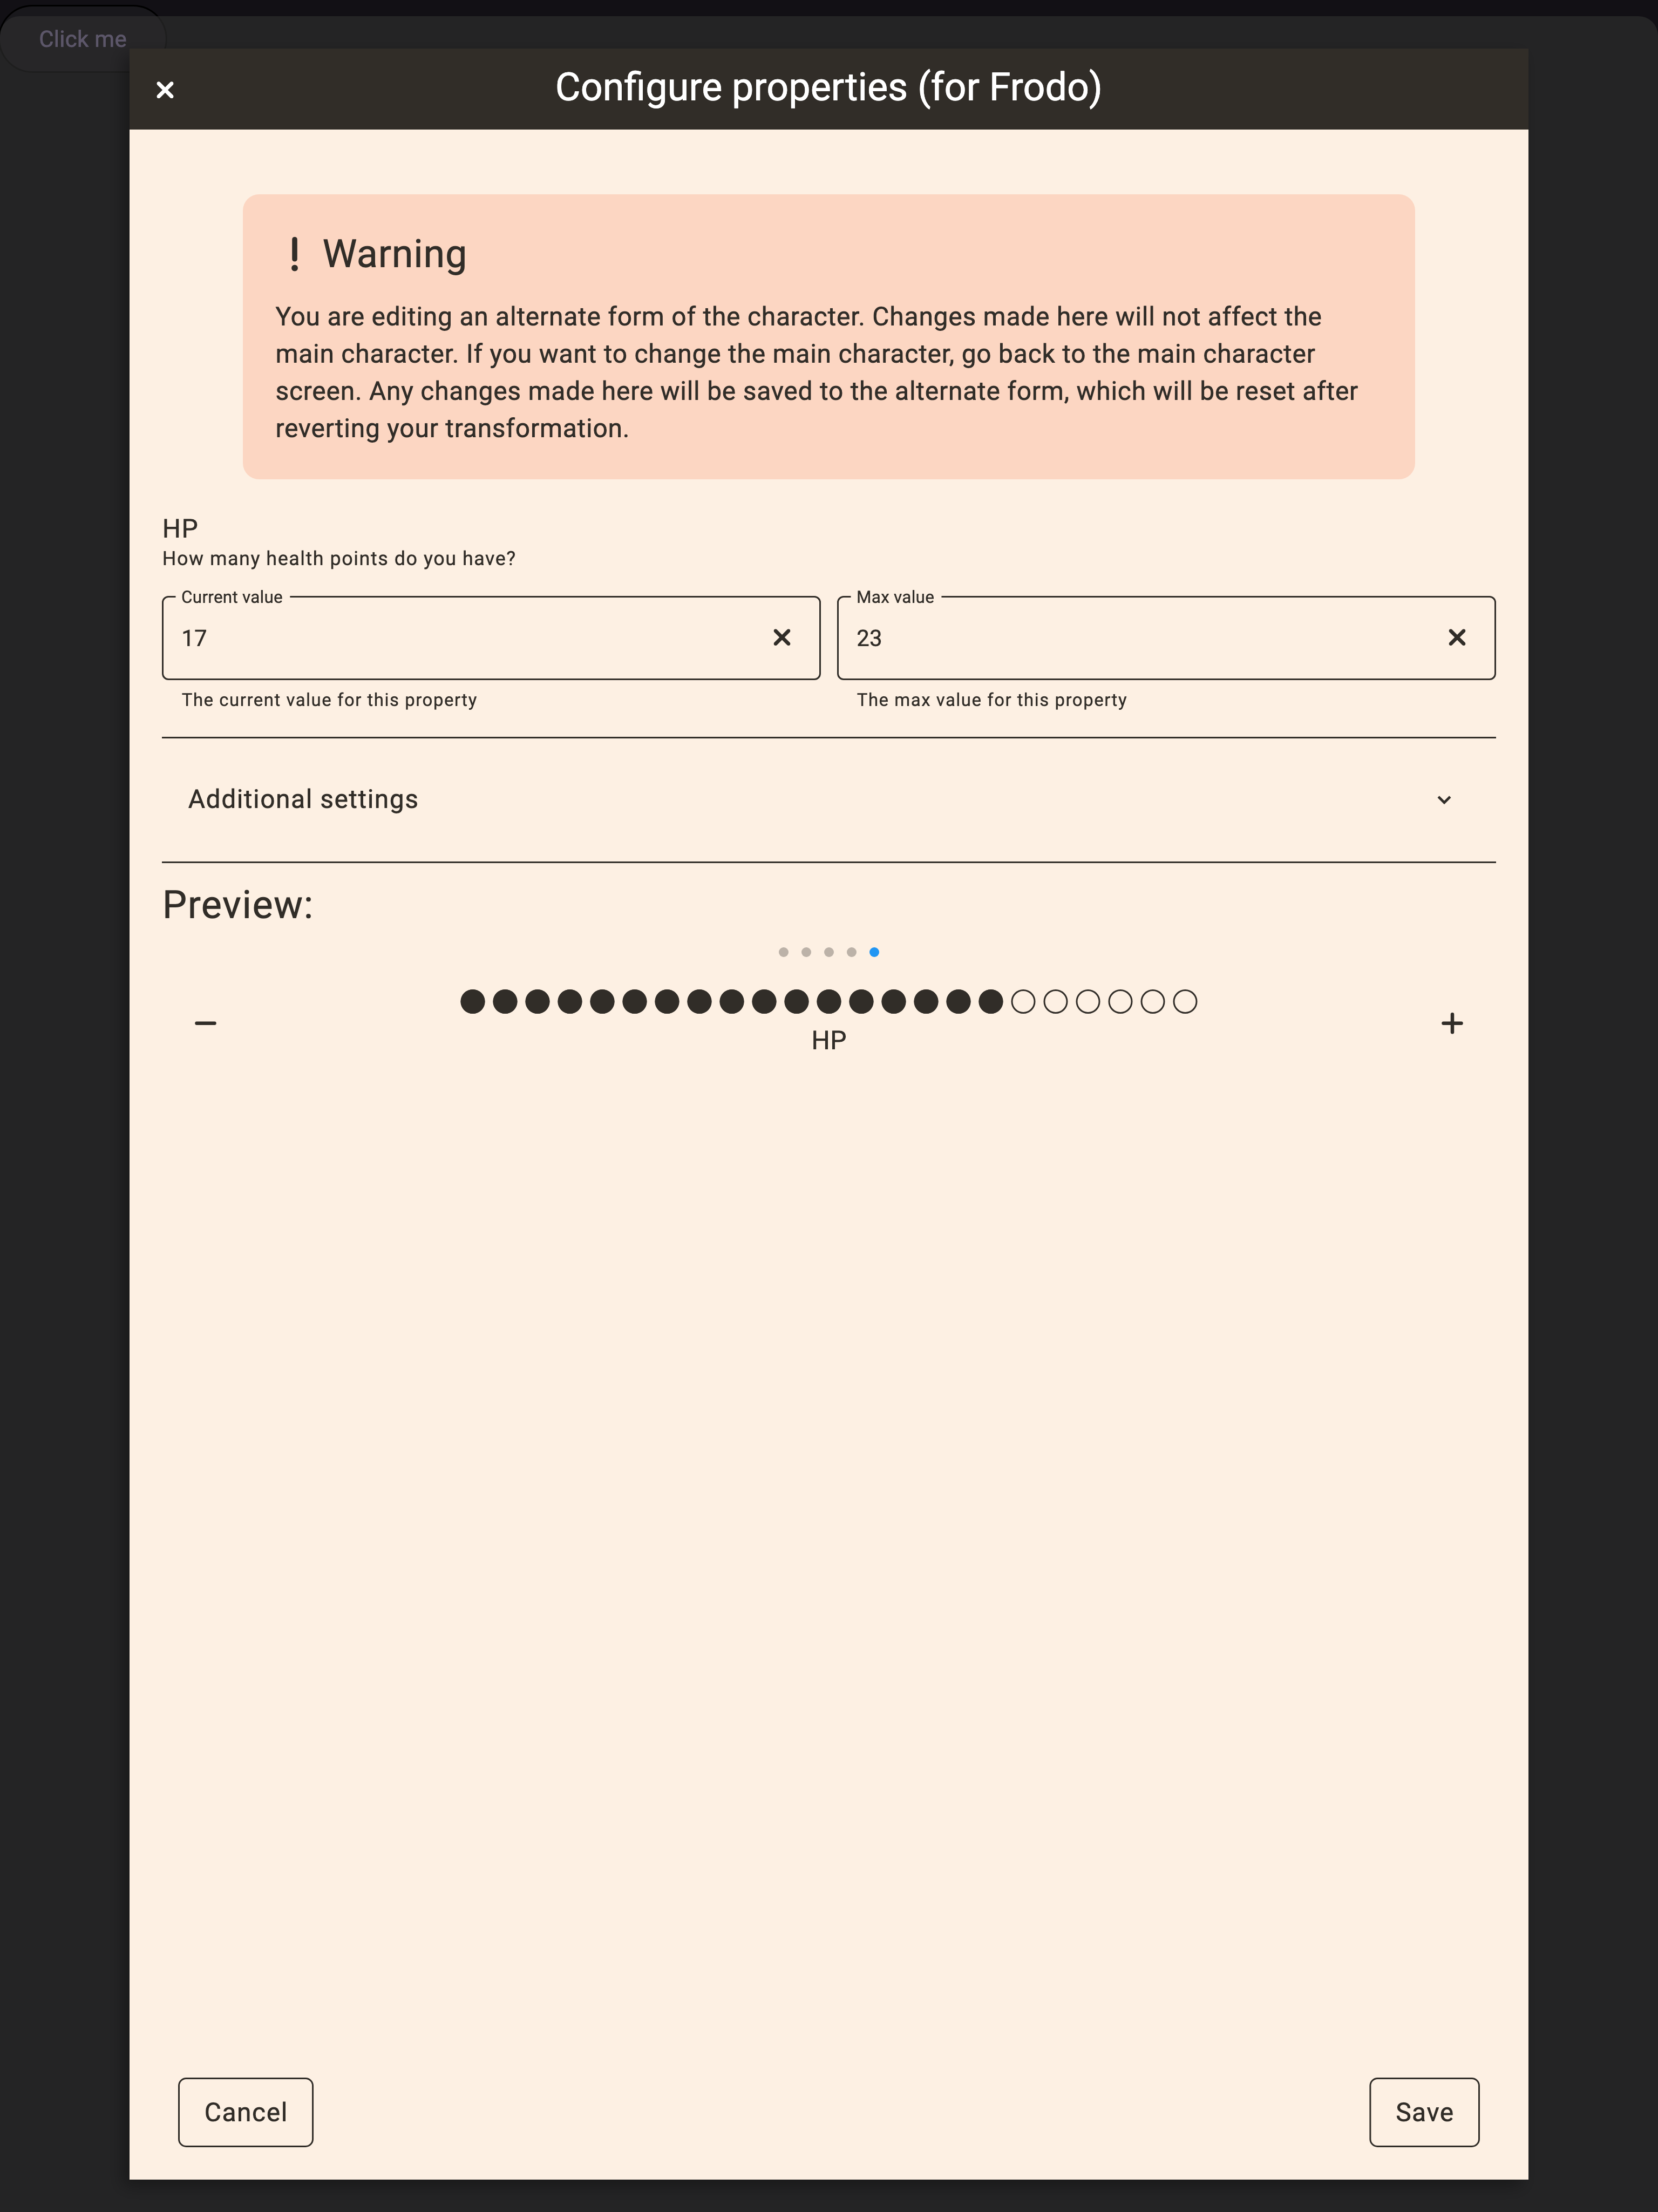 Click me
Configure properties (for Frodo)
Warning
You are editing an alternate form of the character. Changes made here will not affect the
main character. If you want to change the main character, go back to the main character
screen. Any changes made here will be saved to the alternate form, which will be reset after
reverting your transformation.
HP
How many health points do you have?
Current value
17
The current value for this property
Max value
23
The max value for this property
Additional settings
Preview:
HP
Cancel
Save